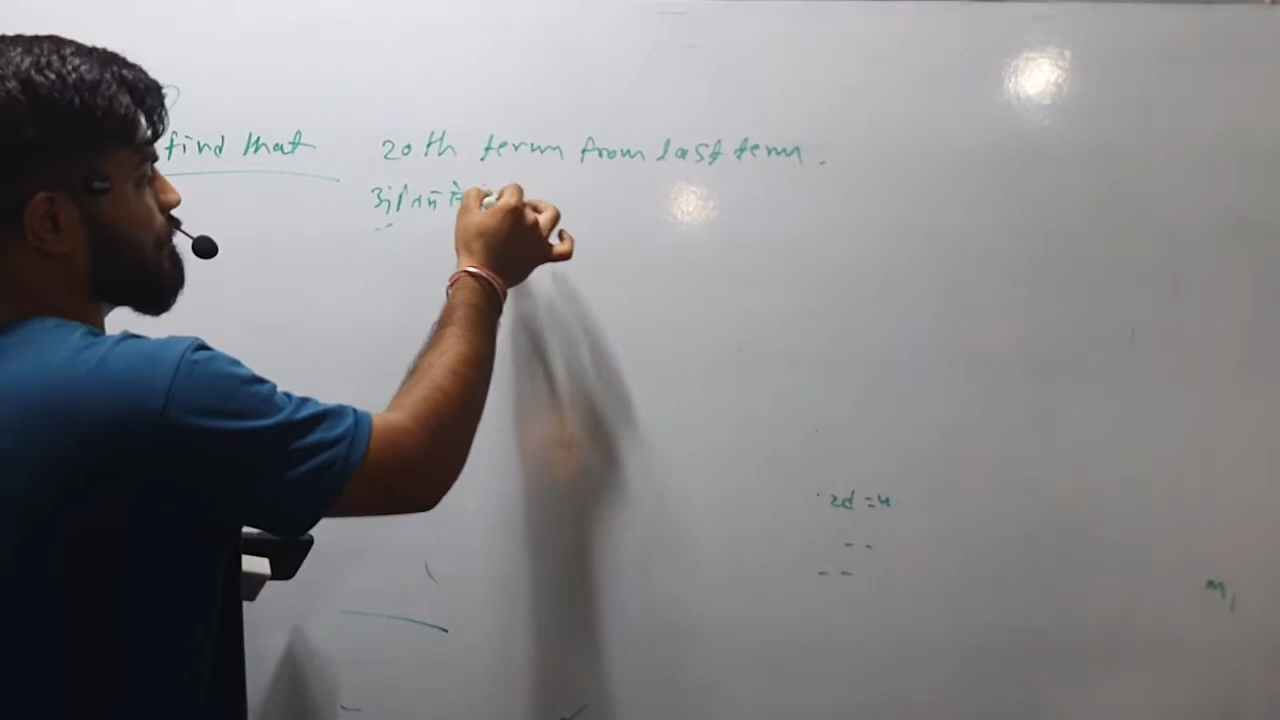 find that 20th term from last term.
अंतिम से
2d = 4